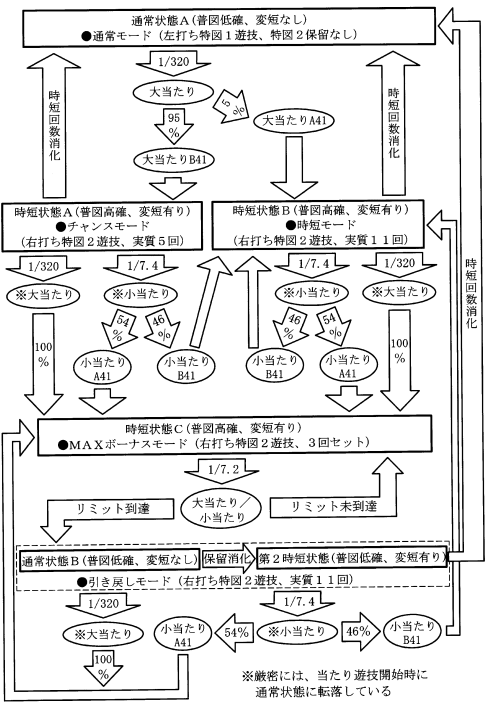 通常状態A（普図低確、変短なし）
●通常モード（左打ち特図1遊技、特図2保留なし）
1/320
大当たり
5%
大当たりA41
95%
大当たりB41
時短回数消化
時短回数消化
時短状態A（普図高確、変短有り）
●チャンスモード
（右打ち特図2遊技、実質5回）
時短状態B（普図高確、変短有り）
●時短モード
（右打ち特図2遊技、実質11回）
時短回数消化
1/320
1/7.4
1/7.4
1/320
※大当たり
※小当たり
※小当たり
※大当たり
54%
46%
46%
54%
100%
100%
小当たり
A41
小当たり
B41
小当たり
B41
小当たり
A41
時短状態C（普図高確、変短有り）
●MAXボーナスモード（右打ち特図2遊技、3回セット）
1/7.2
リミット到達
大当たり／
小当たり
リミット未到達
通常状態B（普図低確、変短なし）
保留消化
第2時短状態（普図低確、変短有り）
●引き戻しモード（右打ち特図2遊技、実質11回）
1/320
1/7.4
※大当たり
小当たり
A41
54%
※小当たり
46%
小当たり
B41
100%
※厳密には、当たり遊技開始時に
通常状態に転落している